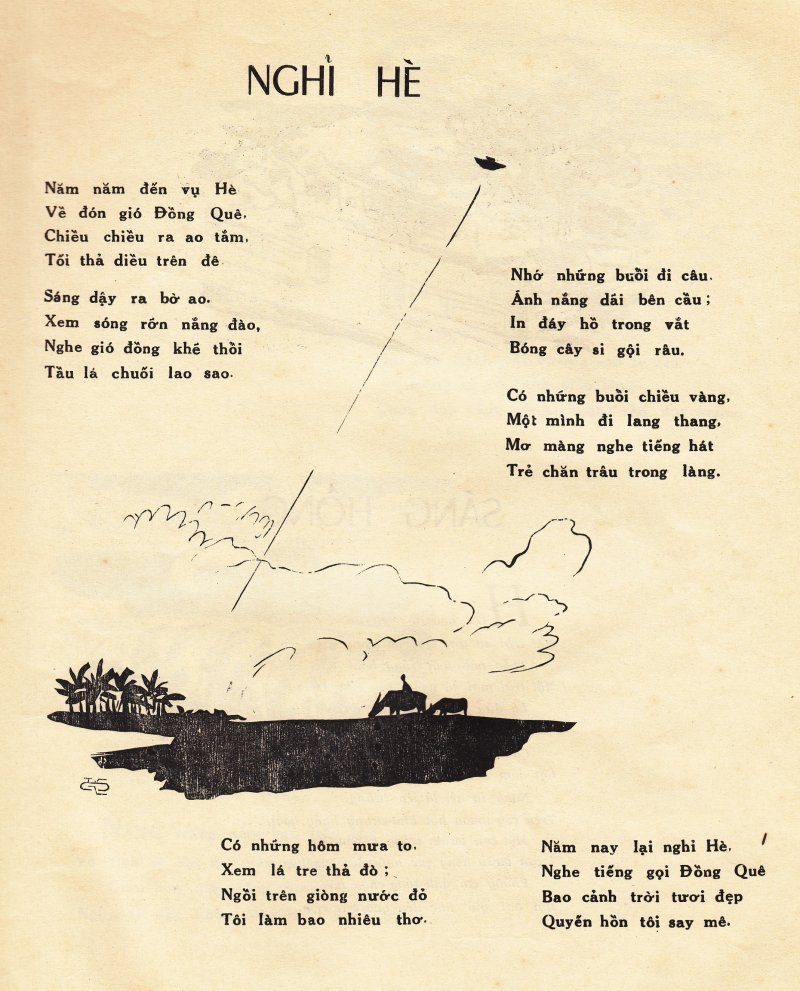 NGHỈ HÈ
Năm năm đến vụ Hè
Về đón gió Đồng Quê.
Chiều chiều ra ao tắm,
Tối thả diều trên đê
Sáng dậy ra bờ ao.
Xem sóng rớn nắng đào,
Nghe gió đồng khẽ thổi
Tầu lá chuối lao sao.
Nhớ những buổi đi câu.
Ánh nắng dãi bên cầu ;
In đáy hồ trong vắt
Bóng cây si gội râu.
Có những buổi chiều vàng,
Một mình đi lang thang,
Mơ màng nghe tiếng hát
Trẻ chăn trâu trong làng.
Có những hôm mưa to.
Xem lá tre thả đò ;
Ngồi trên giòng nước đỏ
Tôi làm bao nhiêu thơ.
Năm nay lại nghỉ Hè.
Nghe tiếng gọi Đồng Quê
Bao cảnh trời tươi đẹp
Quyến hồn tôi say mê.